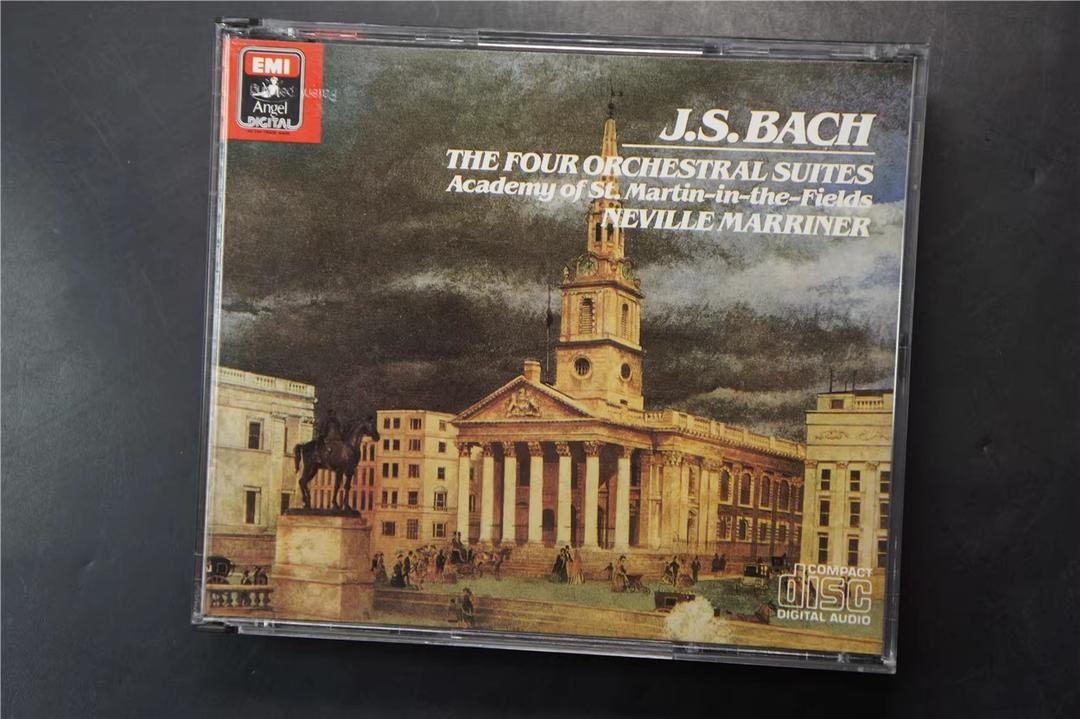 EMI
Angel
DIGITAL
J.S. BACH
THE FOUR ORCHESTRAL SUITES
Academy of St. Martin-in-the-Fields
NEVILLE MARRINER
COMPACT
disc
DIGITAL AUDIO